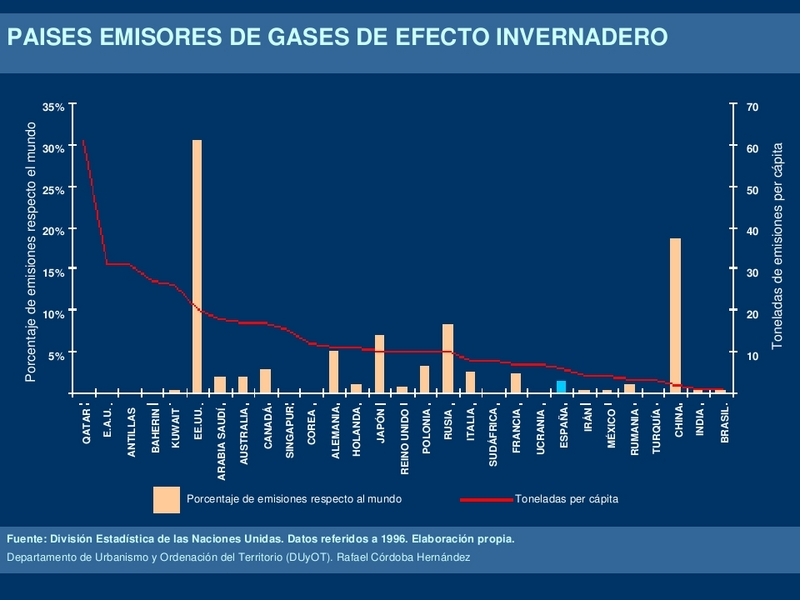 PAISES EMISORES DE GASES DE EFECTO INVERNADERO
Porcentaje de emisiones respecto el mundo
35%
30%
25%
20%
15%
10%
5%
70
60
50
40
30
20
10
Toneladas de emisiones per cápita
QATAR
E.A.U.
ANTILLAS
BAHERIN
KUWAIT
EE.UU.
ARABIA SAUDÍ
AUSTRALIA
CANADÁ
SINGAPUR
COREA
ALEMANIA
HOLANDA
JAPÓN
REINO UNIDO
POLONIA
RUSIA
ITALIA
SUDÁFRICA
FRANCIA
UCRANIA
ESPAÑA
IRÁN
MÉXICO
RUMANIA
TURQUÍA
CHINA
INDIA
BRASIL
Porcentaje de emisiones respecto al mundo
Toneladas per cápita
Fuente: División Estadística de las Naciones Unidas. Datos referidos a 1996. Elaboración propia.
Departamento de Urbanismo y Ordenación del Territorio (DUyOT). Rafael Córdoba Hernández